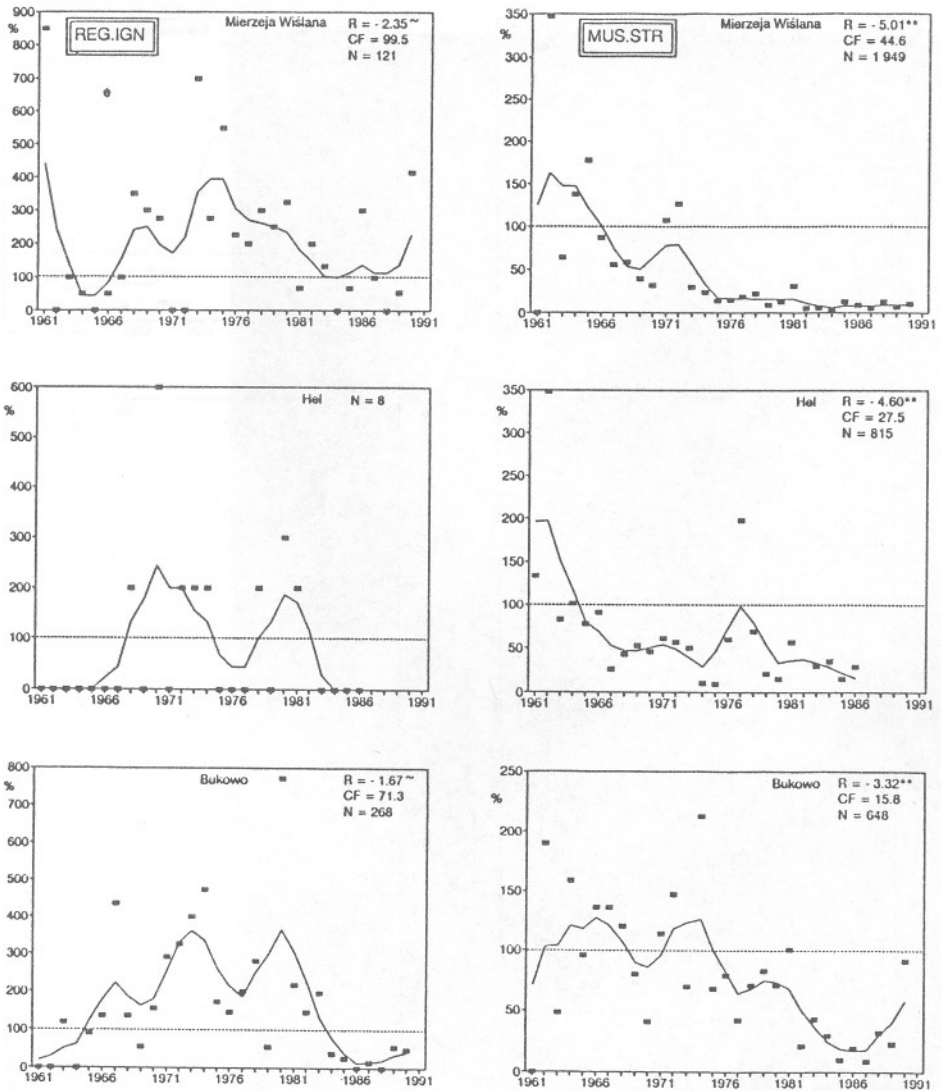 REG.IGN
Mierzeja Wiślana
R = - 2.35 ~
CF = 99.5
N = 121
%
900
800
700
600
500
400
300
200
100
0
1961 1966 1971 1976 1981 1986 1991
MUS.STR
Mierzeja Wiślana
R = - 5.01**
CF = 44.6
N = 1 949
%
350
300
250
200
150
100
50
0
1961 1966 1971 1976 1981 1986 1991
Hel N = 8
%
600
500
400
300
200
100
0
1961 1966 1971 1976 1981 1986 1991
Hel
R = - 4.60**
CF = 27.5
N = 815
%
350
300
250
200
150
100
50
0
1961 1966 1971 1976 1981 1986 1991
Bukowo
R = - 1.67 ~
CF = 71.3
N = 268
%
800
700
600
500
400
300
200
100
0
1961 1966 1971 1976 1981 1986 1991
Bukowo
R = - 3.32**
CF = 15.8
N = 648
%
250
200
150
100
50
0
1961 1966 1971 1976 1981 1986 1991